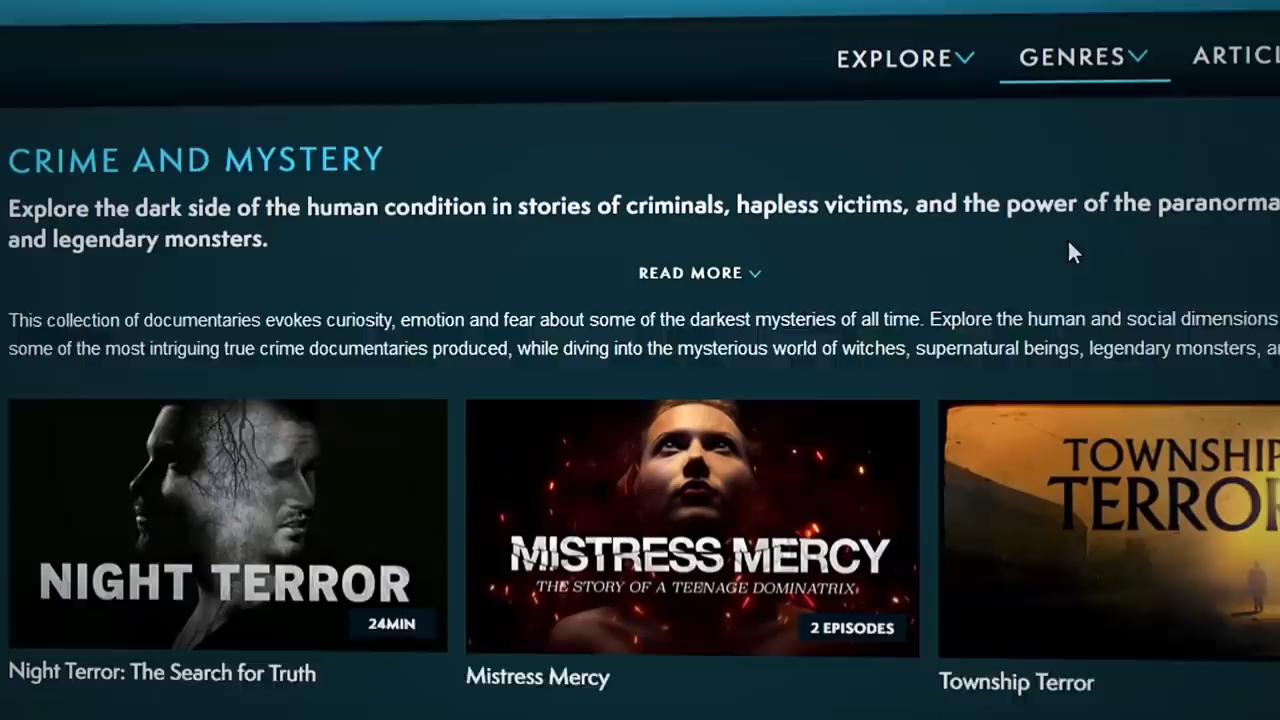 EXPLORE GENRES
CRIME AND MYSTERY
Explore the dark side of the human condition in stories of criminals, hapless victims, and the power of the
and legendary monsters.
READ MORE
This collection of documentaries evokes curiosity, emotion and fear about some of the darkest mysteries of all time. Explore the human and social dimensions
some of the most intriguing true crime documentaries produced, while diving into the mysterious world of witches, supernatural beings, legendary monsters,
TOWNSHIP
NIGHT TERROR
24MIN
MISTRESS MERCY
THE STORY OF A TEENAGE DOMINATRIX
2 EPISODES
Night Terror: The Search for Truth
Mistress Mercy
Township Terror